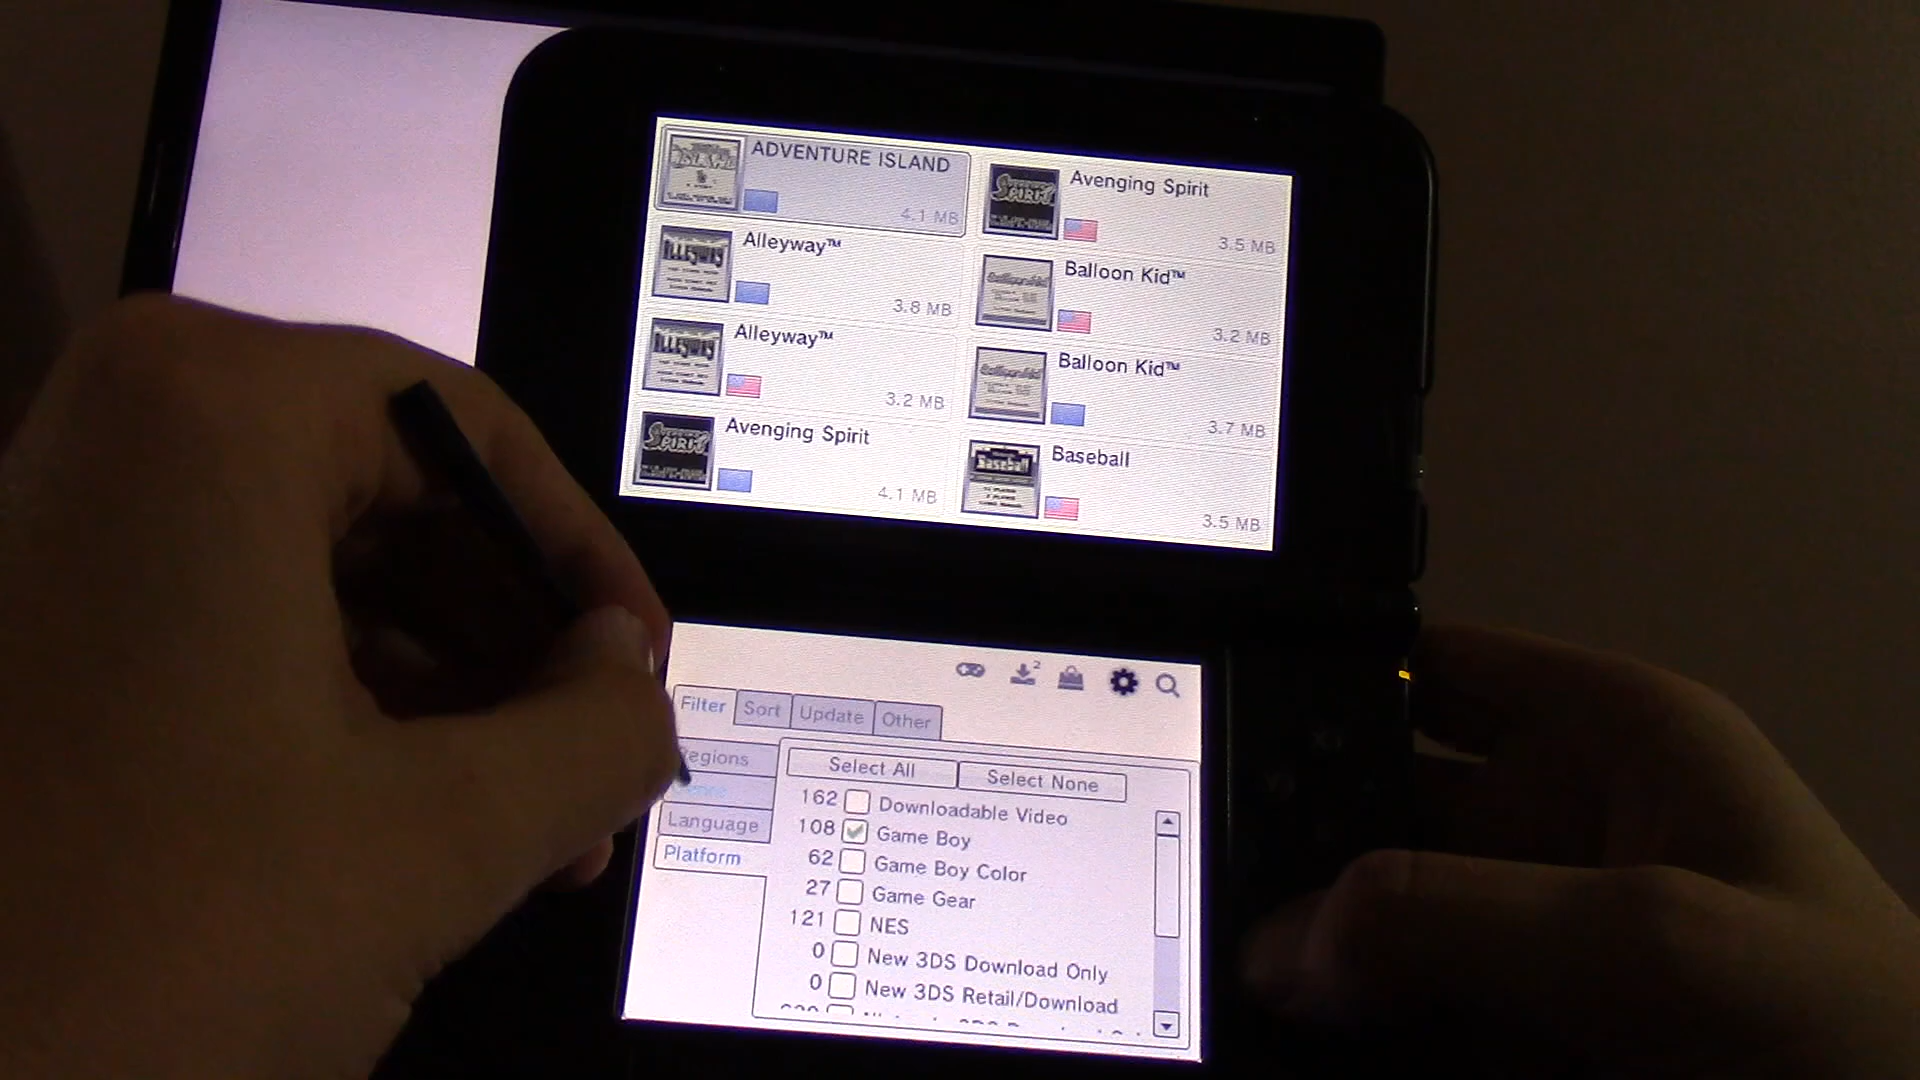 ADVENTURE ISLAND
4.1 MB
Alleyway™
3.8 MB
Alleyway™
3.2 MB
Avenging Spirit
4.1 MB
Avenging Spirit
3.5 MB
Balloon Kid™
3.2 MB
Balloon Kid™
3.7 MB
Baseball
3.5 MB
2
Filter Sort Update Other
Regions
Genre
Language
Platform
Select All Select None
162 Downloadable Video
108 Game Boy
62 Game Boy Color
27 Game Gear
121 NES
0 New 3DS Download Only
0 New 3DS Retail/Download